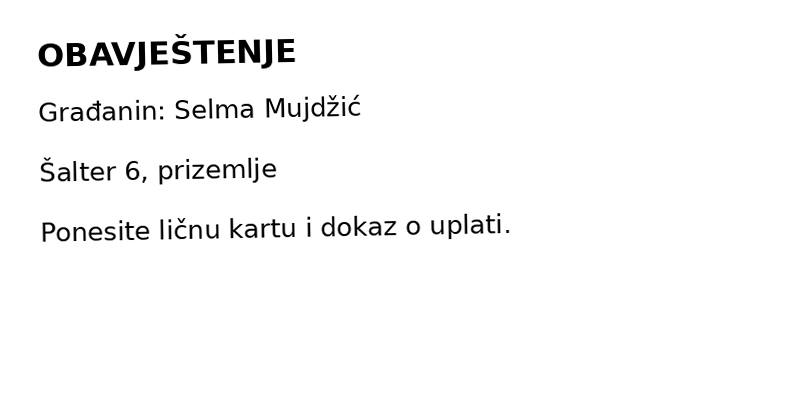 OBAVJEŠTENJE
Građanin: Selma Mujdžić
Šalter 6, prizemlje
Ponesite ličnu kartu i dokaz o uplati.